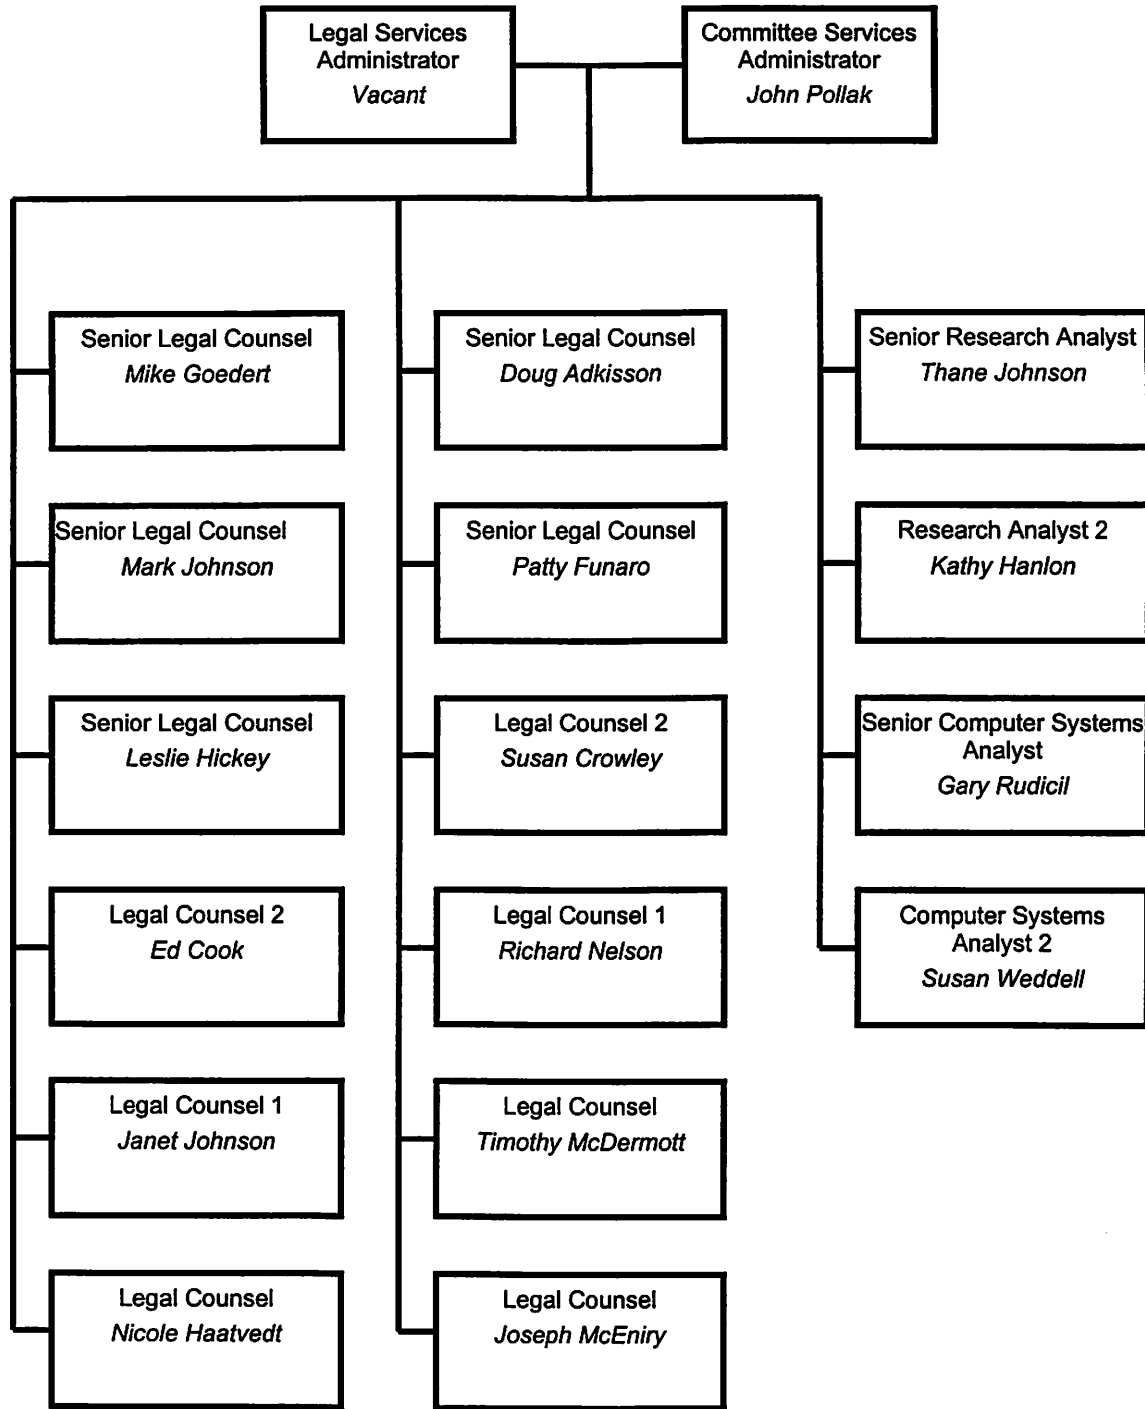 Legal Services
Administrator
Vacant
Committee Services
Administrator
John Pollak
Senior Legal Counsel
Mike Goedert
Senior Legal Counsel
Mark Johnson
Senior Legal Counsel
Leslie Hickey
Legal Counsel 2
Ed Cook
Legal Counsel 1
Janet Johnson
Legal Counsel
Nicole Haatvedt
Senior Legal Counsel
Doug Adkisson
Senior Legal Counsel
Patty Funaro
Legal Counsel 2
Susan Crowley
Legal Counsel 1
Richard Nelson
Legal Counsel
Timothy McDermott
Legal Counsel
Joseph McEniry
Senior Research Analyst
Thane Johnson
Research Analyst 2
Kathy Hanlon
Senior Computer Systems
Analyst
Gary Rudicil
Computer Systems
Analyst 2
Susan Weddell